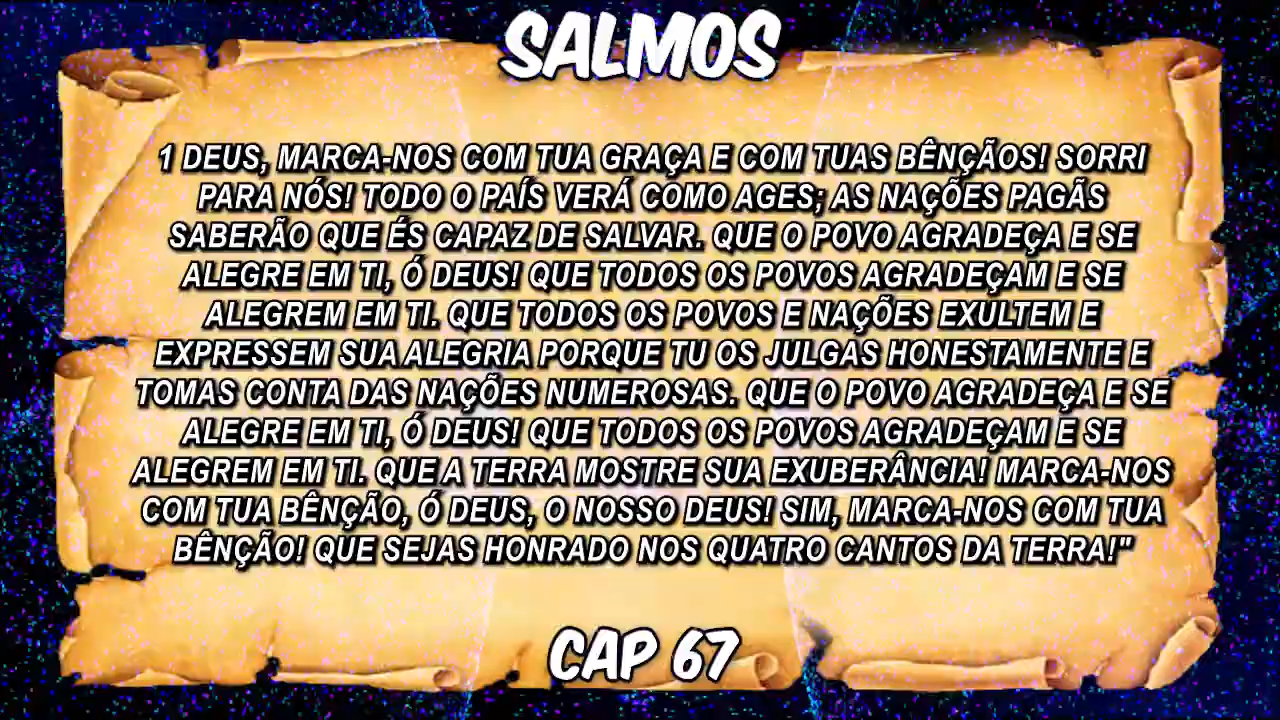 SALMOS
1 DEUS, MARCA-NOS COM TUA GRAÇA E COM TUAS BÊNÇÃOS! SORRI
PARA NÓS! TODO O PAÍS VERÁ COMO AGES; AS NAÇÕES PAGÃS
SABERÃO QUE ÉS CAPAZ DE SALVAR. QUE O POVO AGRADEÇA E SE
ALEGRE EM TI, Ó DEUS! QUE TODOS OS POVOS AGRADEÇAM E SE
ALEGREM EM TI. QUE TODOS OS POVOS E NAÇÕES EXULTEM E
EXPRESSEM SUA ALEGRIA PORQUE TU OS JULGAS HONESTAMENTE E
TOMAS CONTA DAS NAÇÕES NUMEROSAS. QUE O POVO AGRADEÇA E SE
ALEGRE EM TI, Ó DEUS! QUE TODOS OS POVOS AGRADEÇAM E SE
ALEGREM EM TI. QUE A TERRA MOSTRE SUA EXUBERÂNCIA! MARCA-NOS
COM TUA BÊNÇÃO, Ó DEUS, O NOSSO DEUS! SIM, MARCA-NOS COM TUA
BÊNÇÃO! QUE SEJAS HONRADO NOS QUATRO CANTOS DA TERRA!"
CAP 67